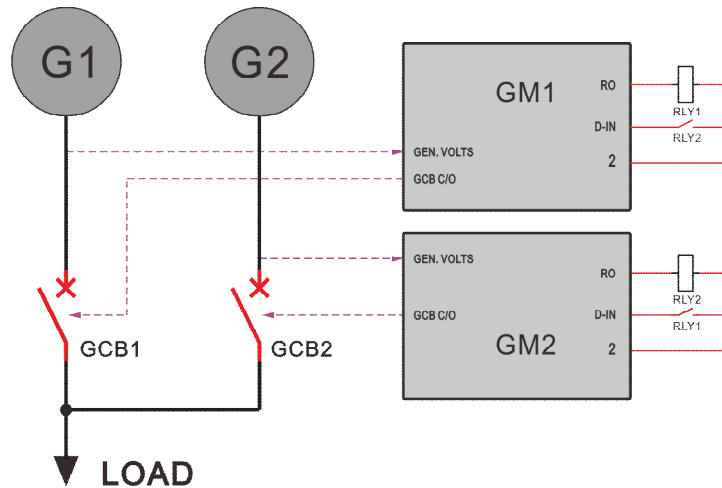 G1
G2
GM1
RO
RLY1
D-IN
RLY2
GEN. VOLTS
2
GCB C/O
GEN. VOLTS
RO
RLY2
GCB C/O
D-IN
RLY1
GM2
2
GCB1
GCB2
LOAD